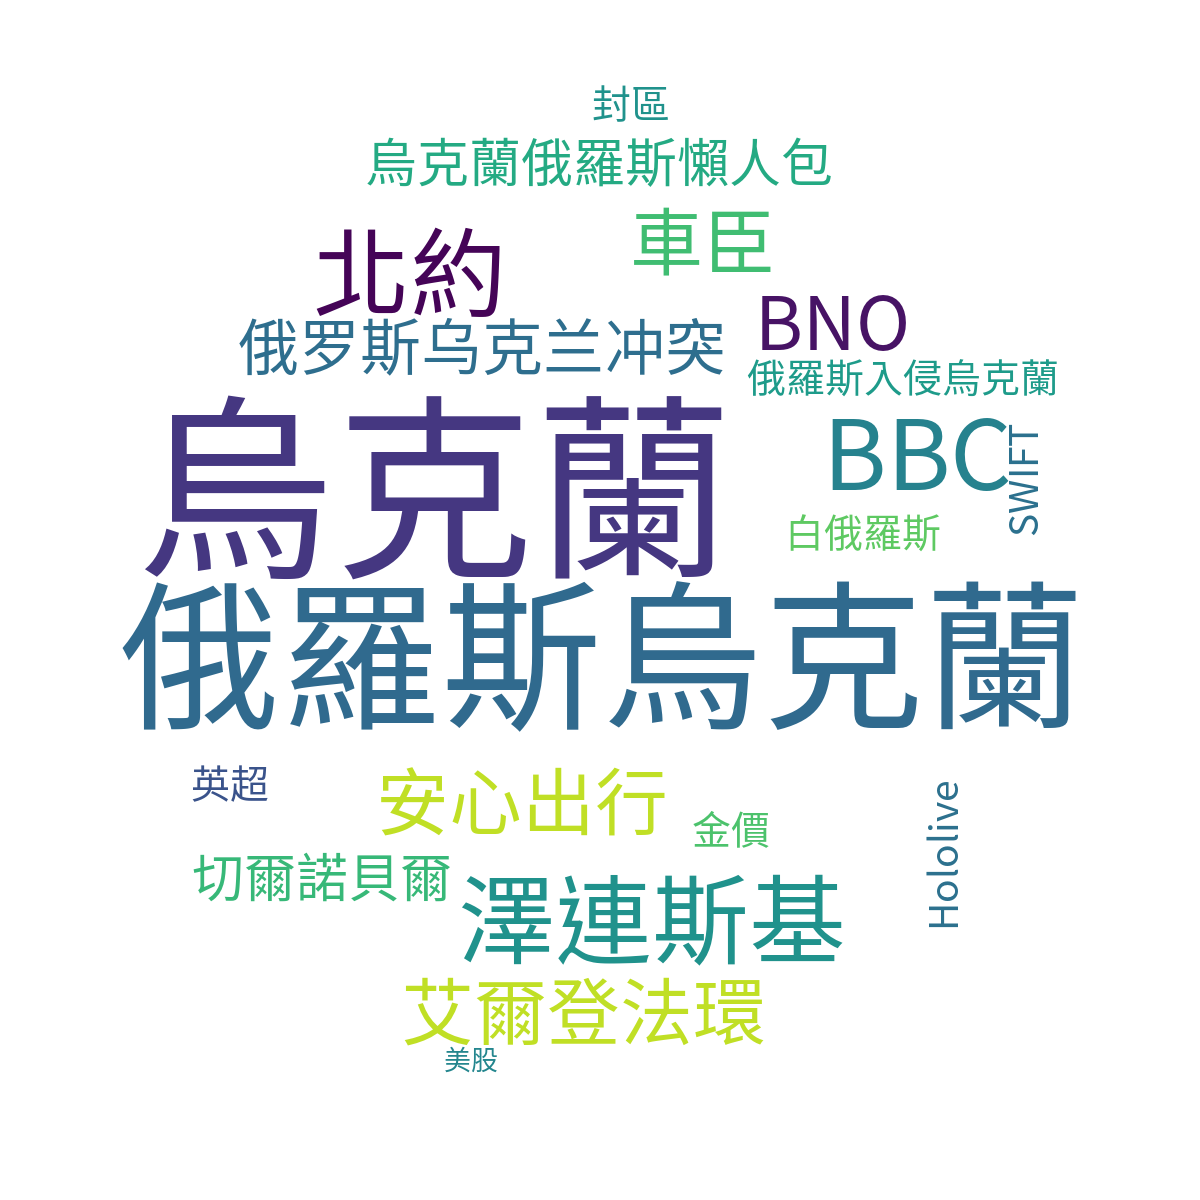 封區
烏克蘭俄羅斯懶人包
車臣
北約
BNO
俄罗斯乌克兰冲突
俄羅斯入侵烏克蘭
烏克蘭
BBC
SWIFT
白俄羅斯
俄羅斯烏克蘭
英超
安心出行
金價
Hololive
切爾諾貝爾
澤連斯基
艾爾登法環
美股